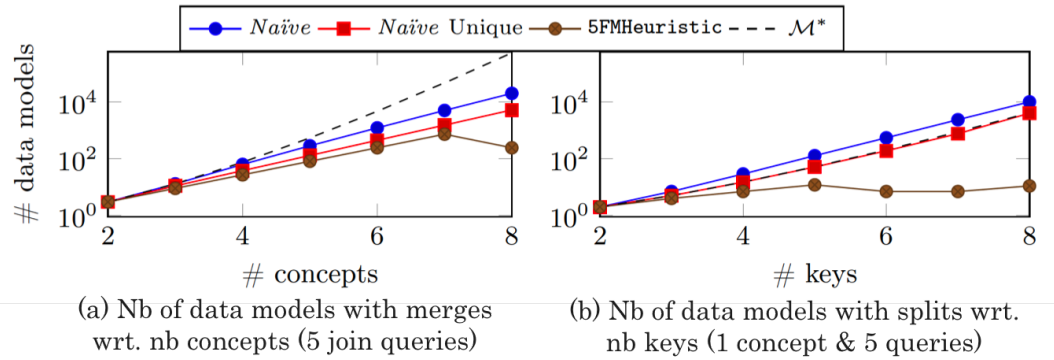 Naïve Naïve Unique 5FMHeuristic M*
# data models
10^4
10^2
10^0
2 4 6 8
# concepts
2 4 6 8
10^4
10^2
10^0
# keys
(a) Nb of data models with merges
wrt. nb concepts (5 join queries)
(b) Nb of data models with splits wrt.
nb keys (1 concept & 5 queries)